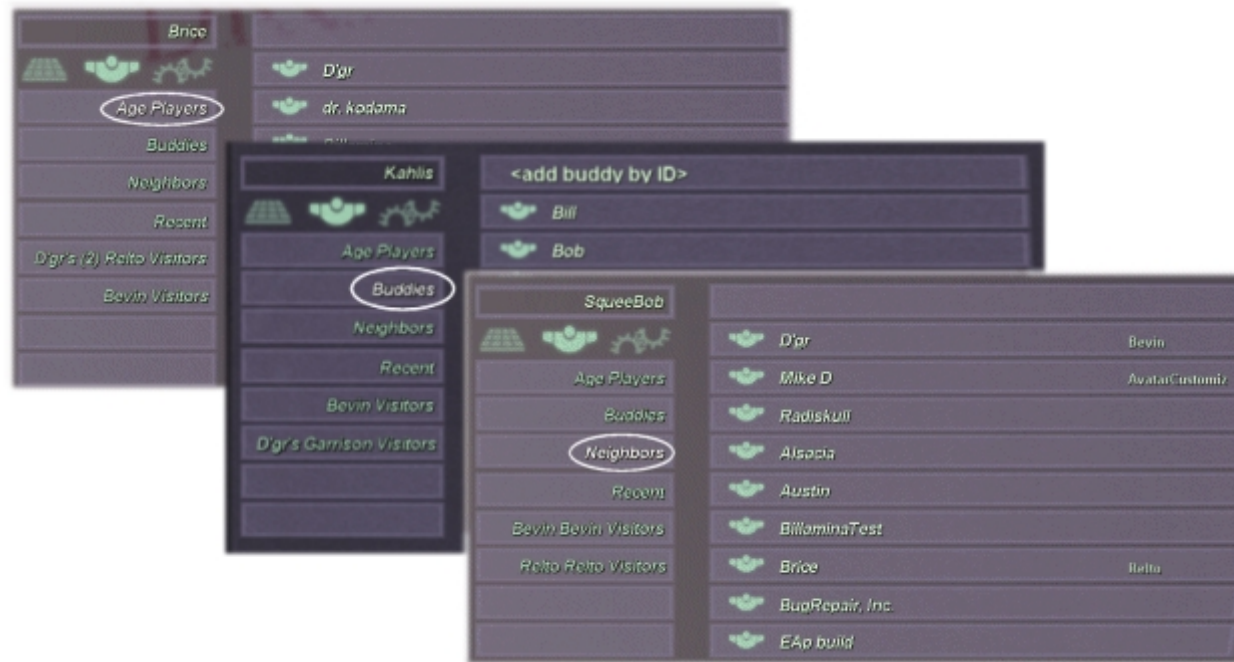 Brice
D'gr
Age Players
dr. kodama
Buddies
Neighbors
Recent
D'gr's (2) Relto Visitors
Bevin Visitors
Kahlis
<add buddy by ID>
Bill
Age Players
Bob
Buddies
Neighbors
Recent
Bevin Visitors
D'gr's Garrison Visitors
SqueeBob
D'gr Bevin
Age Players
Mike D AvatarCustomiz
Buddies
Radiskull
Neighbors
Alsacia
Recent
Austin
Bevin Bevin Visitors
BillaminaTest
Relto Relto Visitors
Brice Relto
BugRepair, Inc.
EAp build